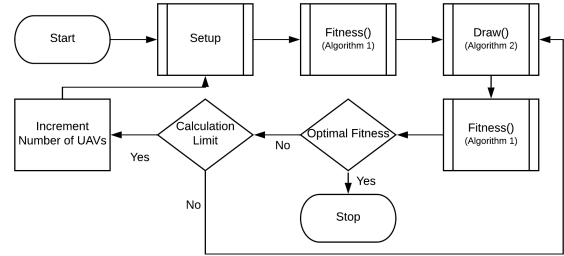 Start
Setup
Fitness()
(Algorithm 1)
Draw()
(Algorithm 2)
Increment
Number of UAVs
Calculation
Limit
Optimal Fitness
Fitness()
(Algorithm 1)
Yes
No
Yes
No
Stop